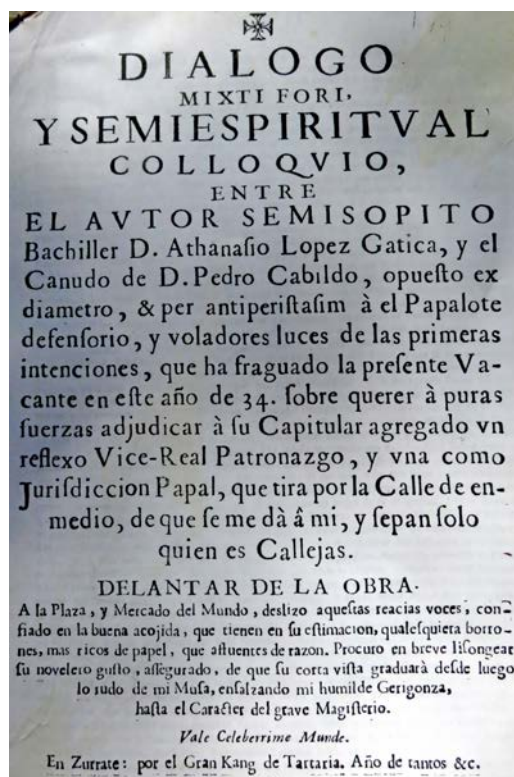 DIALOGO
MIXTI FORI,
Y SEMIESPIRITVAL
COLLOQVIO,
ENTRE
EL AVTOR SEMISOPITO
Bachiller D. Athanaſio Lopez Gatica, y el
Canudo de D. Pedro Cabildo, opueſto ex
diametro, & per antiperiſtaſim à el Papalote
defenſorio, y voladores luces de las primeras
intenciones, que ha fraguado la preſente Va-
cante en eſte año de 34. ſobre querer à puras
fuerzas adjudicar à ſu Capitular agregado vn
reflexo Vice-Real Patronazgo, y vna como
Juriſdiccion Papal, que tira por la Calle de en-
medio, de que ſe me dà â mi, y ſepan ſolo
quien es Callejas.
DELANTAR DE LA OBRA.
A la Plaza, y Mercado del Mundo, deslizo aqueſtas reacias voces, con-
fiado en la buena acojida, que tienen en ſu eſtimacion, qualeſquiera borro-
nes, mas ricos de papel, que afluentes de razon. Procuro en breve liſongear
ſu novelero guſto, aſſegurado, de que ſu corta viſta graduarà deſde luego
lo rudo de mi Muſa, enſalzando mi humilde Gerigonza,
haſta el Caracter del grave Magiſterio.
Vale Celeberrime Munde.
En Zurrate: por el Gran Kang de Tartaria. Año de tantos &c.